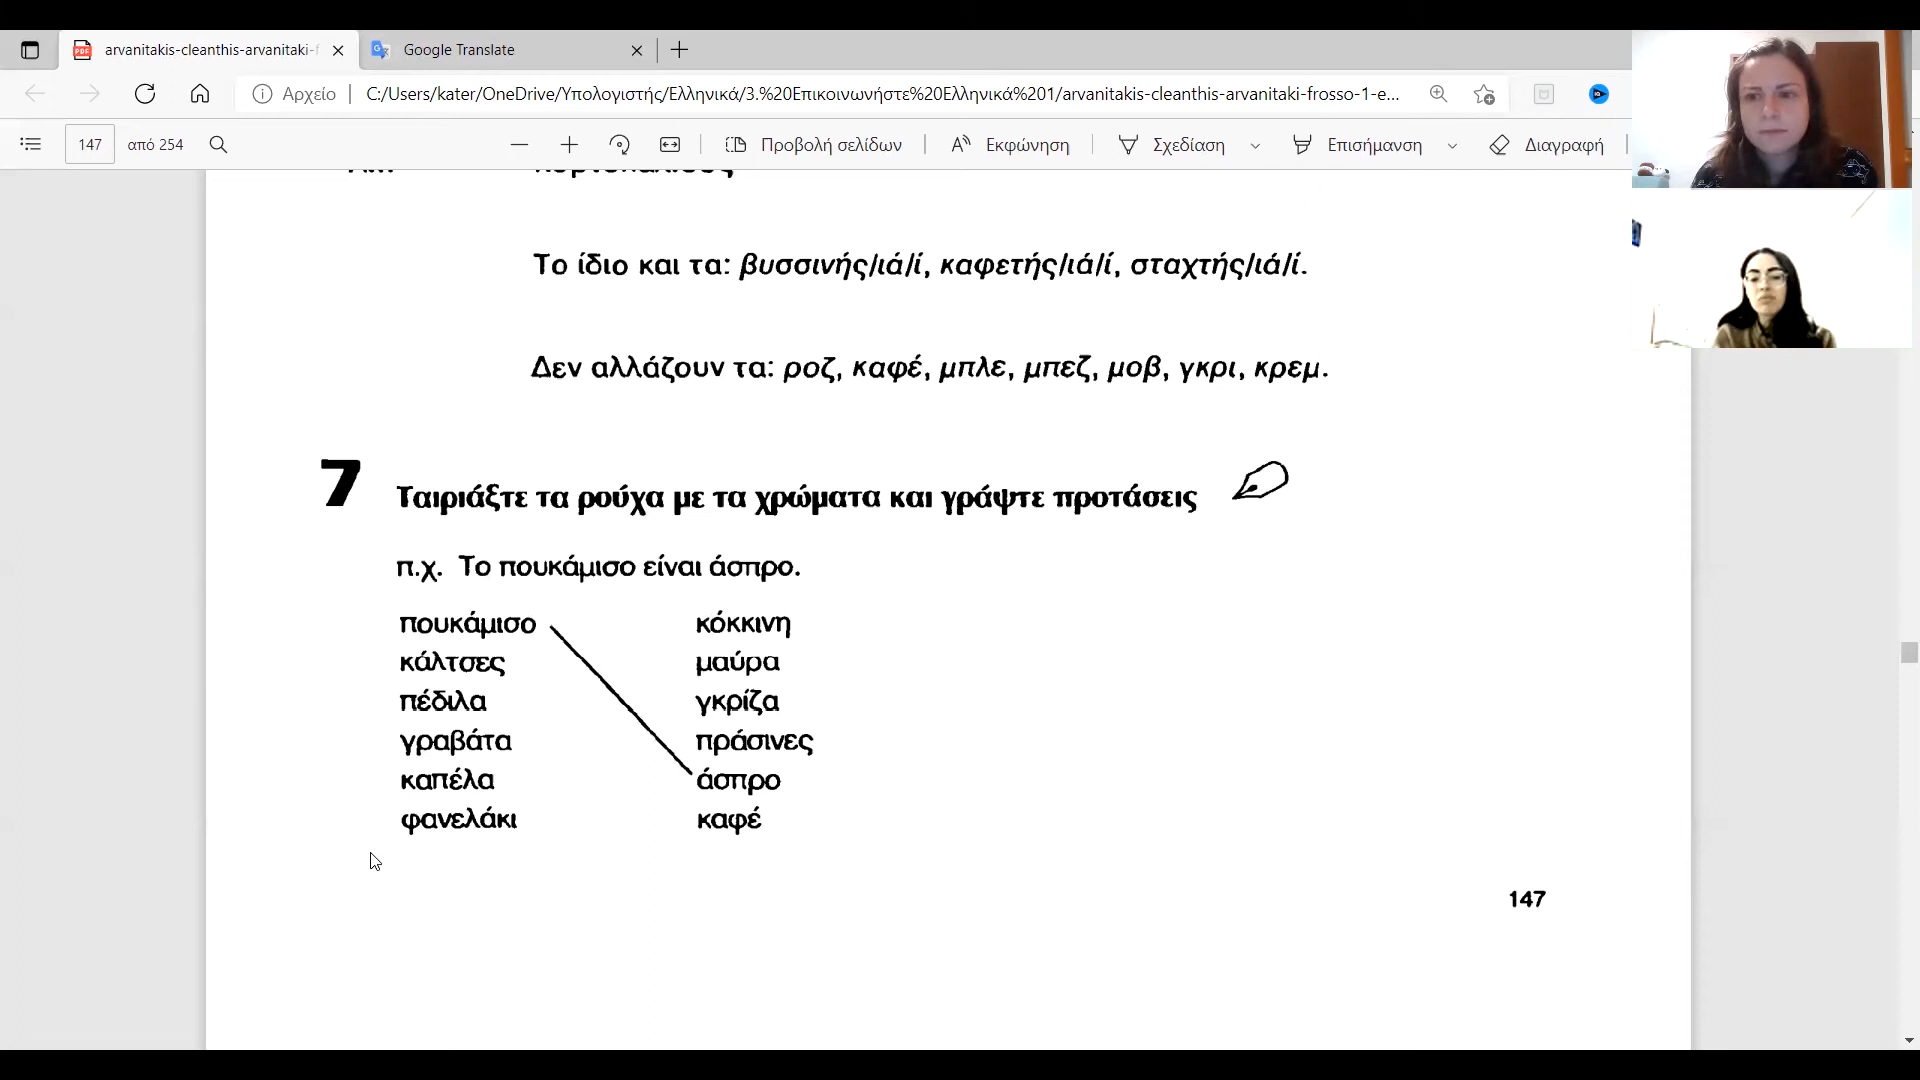 arvanitakis-cleanthis-arvanitaki-f
Google Translate
Αρχείο
C:/Users/kater/OneDrive/Υπολογιστής/Ελληνικά/3.%20Επικοινωνήστε%20Ελληνικά%201/arvanitakis-cleanthis-arvanitaki-frosso-1-e...
147 από 254
Προβολή σελίδων
Εκφώνηση
Σχεδίαση
Επισήμανση
Διαγραφή
Το ίδιο και τα: βυσσινής/ιά/ί, καφετής/ιά/ί, σταχτής/ιά/ί.
Δεν αλλάζουν τα: ροζ, καφέ, μπλε, μπεζ, μοβ, γκρι, κρεμ.
7 Ταιριάξτε τα ρούχα με τα χρώματα και γράψτε προτάσεις
π.χ. Το πουκάμισο είναι άσπρο.
πουκάμισο κόκκινη
κάλτσες μαύρα
πέδιλα γκρίζα
γραβάτα πράσινες
καπέλα άσπρο
φανελάκι καφέ
147